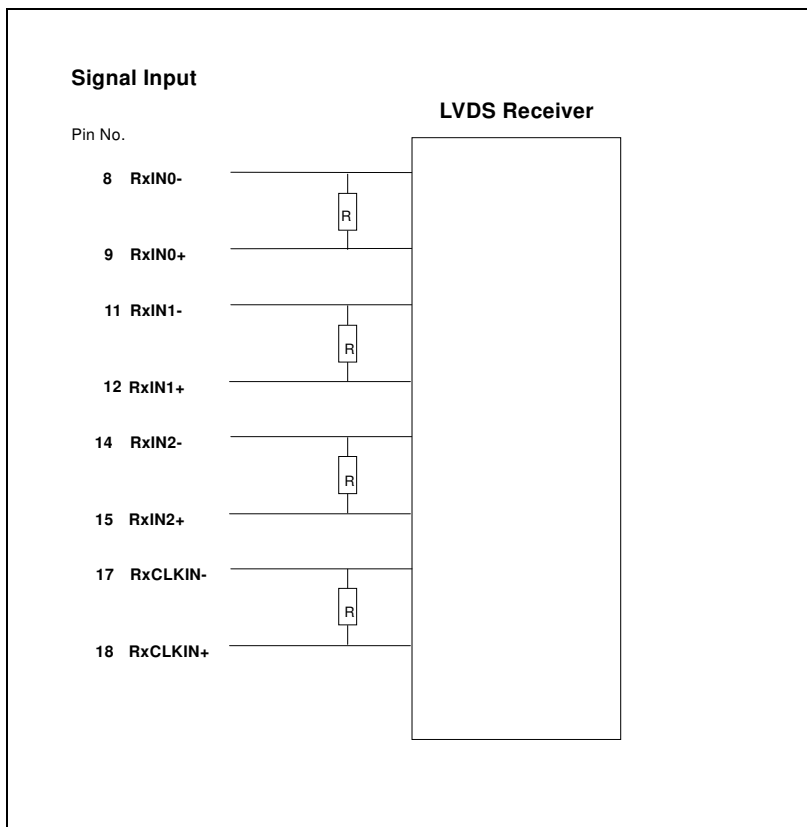 Signal Input
LVDS Receiver
Pin No.
8 RxIN0-
R
9 RxIN0+
11 RxIN1-
R
12 RxIN1+
14 RxIN2-
R
15 RxIN2+
17 RxCLKIN-
R
18 RxCLKIN+